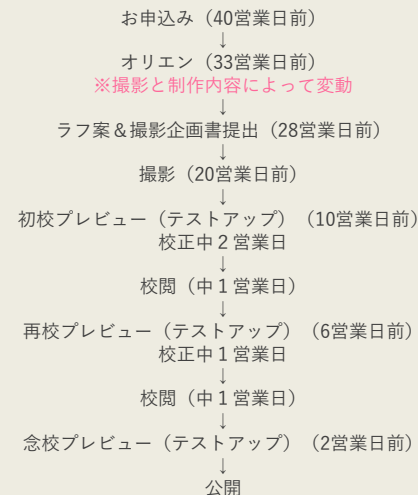 お申込み（40営業日前）
↓
オリエン（33営業日前）
※撮影と制作内容によって変動
↓
ラフ案＆撮影企画書提出（28営業日前）
↓
撮影（20営業日前）
↓
初校プレビュー（テストアップ）（10営業日前）
校正中２営業日
↓
校閲（中１営業日）
↓
再校プレビュー（テストアップ）（6営業日前）
校正中１営業日
↓
校閲（中１営業日）
↓
念校プレビュー（テストアップ）（2営業日前）
↓
公開